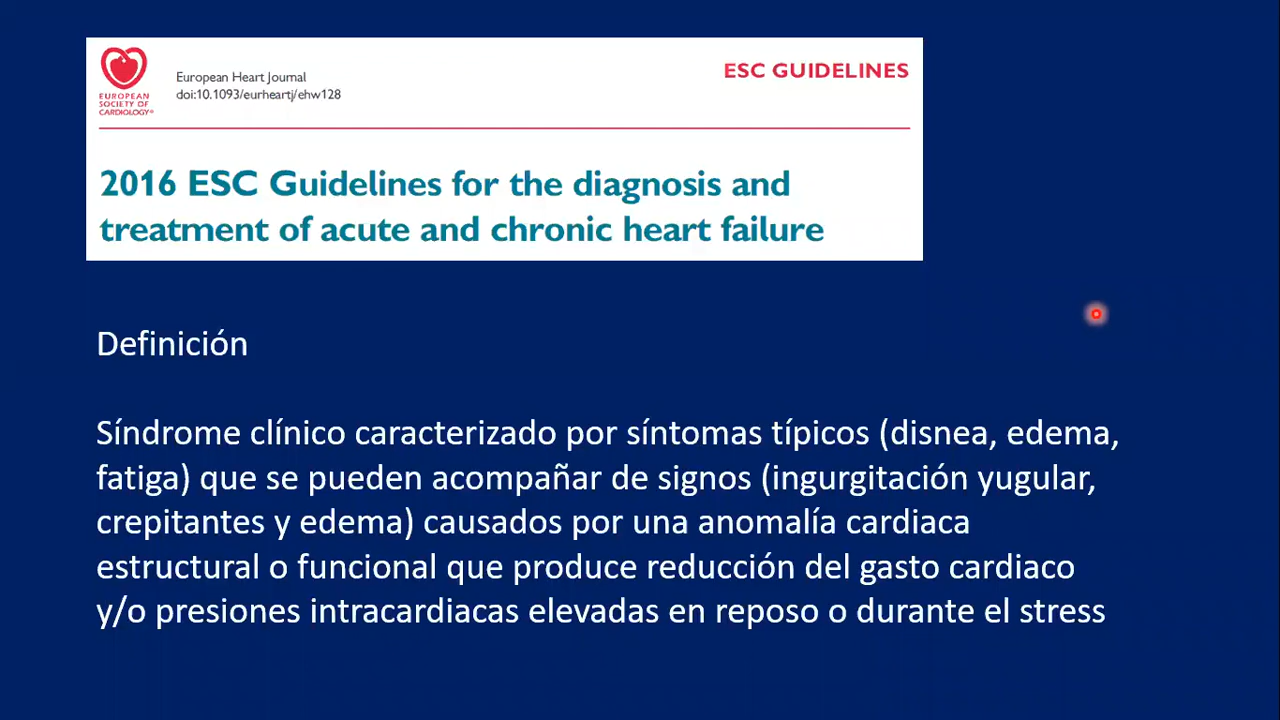 European Heart Journal
doi:10.1093/eurheartj/ehw128
ESC GUIDELINES
EUROPEAN
SOCIETY OF
CARDIOLOGY®
2016 ESC Guidelines for the diagnosis and
treatment of acute and chronic heart failure
Definición
Síndrome clínico caracterizado por síntomas típicos (disnea, edema,
fatiga) que se pueden acompañar de signos (ingurgitación yugular,
crepitantes y edema) causados por una anomalía cardiaca
estructural o funcional que produce reducción del gasto cardiaco
y/o presiones intracardiacas elevadas en reposo o durante el stress